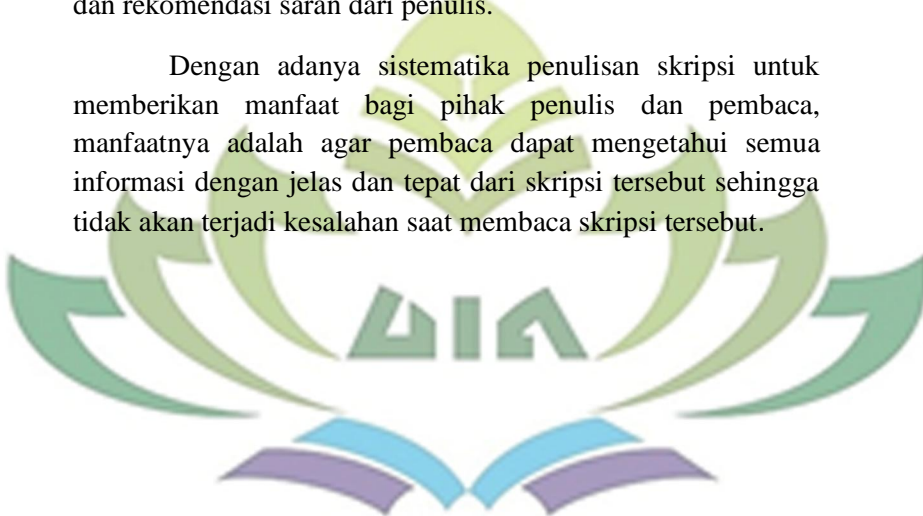 dan rekomendasi saran dari penulis.
Dengan adanya sistematika penulisan skripsi untuk
memberikan manfaat bagi pihak penulis dan pembaca,
manfaatnya adalah agar pembaca dapat mengetahui semua
informasi dengan jelas dan tepat dari skripsi tersebut sehingga
tidak akan terjadi kesalahan saat membaca skripsi tersebut.
UIN